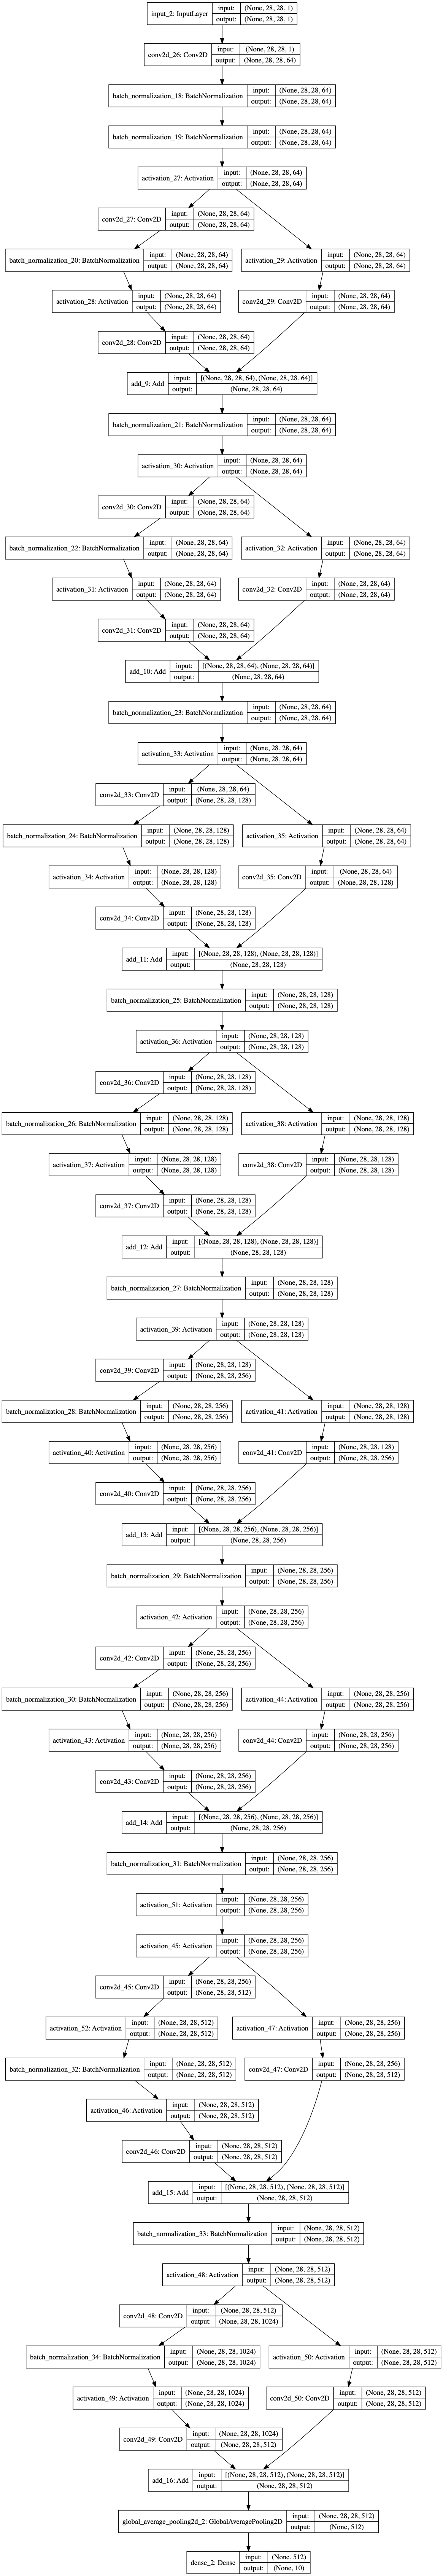 input_2: InputLayer
input: (None, 28, 28, 1)
output: (None, 28, 28, 1)
conv2d_26: Conv2D
input: (None, 28, 28, 1)
output: (None, 28, 28, 64)
batch_normalization_18: BatchNormalization
input: (None, 28, 28, 64)
output: (None, 28, 28, 64)
batch_normalization_19: BatchNormalization
input: (None, 28, 28, 64)
output: (None, 28, 28, 64)
activation_27: Activation
input: (None, 28, 28, 64)
output: (None, 28, 28, 64)
conv2d_27: Conv2D
input: (None, 28, 28, 64)
output: (None, 28, 28, 64)
batch_normalization_20: BatchNormalization
input: (None, 28, 28, 64)
output: (None, 28, 28, 64)
activation_29: Activation
input: (None, 28, 28, 64)
output: (None, 28, 28, 64)
activation_28: Activation
input: (None, 28, 28, 64)
output: (None, 28, 28, 64)
conv2d_29: Conv2D
input: (None, 28, 28, 64)
output: (None, 28, 28, 64)
conv2d_28: Conv2D
input: (None, 28, 28, 64)
output: (None, 28, 28, 64)
add_9: Add
input: [(None, 28, 28, 64), (None, 28, 28, 64)]
output: (None, 28, 28, 64)
batch_normalization_21: BatchNormalization
input: (None, 28, 28, 64)
output: (None, 28, 28, 64)
activation_30: Activation
input: (None, 28, 28, 64)
output: (None, 28, 28, 64)
conv2d_30: Conv2D
input: (None, 28, 28, 64)
output: (None, 28, 28, 64)
batch_normalization_22: BatchNormalization
input: (None, 28, 28, 64)
output: (None, 28, 28, 64)
activation_32: Activation
input: (None, 28, 28, 64)
output: (None, 28, 28, 64)
activation_31: Activation
input: (None, 28, 28, 64)
output: (None, 28, 28, 64)
conv2d_32: Conv2D
input: (None, 28, 28, 64)
output: (None, 28, 28, 64)
conv2d_31: Conv2D
input: (None, 28, 28, 64)
output: (None, 28, 28, 64)
add_10: Add
input: [(None, 28, 28, 64), (None, 28, 28, 64)]
output: (None, 28, 28, 64)
batch_normalization_23: BatchNormalization
input: (None, 28, 28, 64)
output: (None, 28, 28, 64)
activation_33: Activation
input: (None, 28, 28, 64)
output: (None, 28, 28, 64)
conv2d_33: Conv2D
input: (None, 28, 28, 64)
output: (None, 28, 28, 128)
batch_normalization_24: BatchNormalization
input: (None, 28, 28, 128)
output: (None, 28, 28, 128)
activation_35: Activation
input: (None, 28, 28, 64)
output: (None, 28, 28, 64)
activation_34: Activation
input: (None, 28, 28, 128)
output: (None, 28, 28, 128)
conv2d_35: Conv2D
input: (None, 28, 28, 64)
output: (None, 28, 28, 128)
conv2d_34: Conv2D
input: (None, 28, 28, 128)
output: (None, 28, 28, 128)
add_11: Add
input: [(None, 28, 28, 128), (None, 28, 28, 128)]
output: (None, 28, 28, 128)
batch_normalization_25: BatchNormalization
input: (None, 28, 28, 128)
output: (None, 28, 28, 128)
activation_36: Activation
input: (None, 28, 28, 128)
output: (None, 28, 28, 128)
conv2d_36: Conv2D
input: (None, 28, 28, 128)
output: (None, 28, 28, 128)
batch_normalization_26: BatchNormalization
input: (None, 28, 28, 128)
output: (None, 28, 28, 128)
activation_38: Activation
input: (None, 28, 28, 128)
output: (None, 28, 28, 128)
activation_37: Activation
input: (None, 28, 28, 128)
output: (None, 28, 28, 128)
conv2d_38: Conv2D
input: (None, 28, 28, 128)
output: (None, 28, 28, 128)
conv2d_37: Conv2D
input: (None, 28, 28, 128)
output: (None, 28, 28, 128)
add_12: Add
input: [(None, 28, 28, 128), (None, 28, 28, 128)]
output: (None, 28, 28, 128)
batch_normalization_27: BatchNormalization
input: (None, 28, 28, 128)
output: (None, 28, 28, 128)
activation_39: Activation
input: (None, 28, 28, 128)
output: (None, 28, 28, 128)
conv2d_39: Conv2D
input: (None, 28, 28, 128)
output: (None, 28, 28, 256)
batch_normalization_28: BatchNormalization
input: (None, 28, 28, 256)
output: (None, 28, 28, 256)
activation_41: Activation
input: (None, 28, 28, 128)
output: (None, 28, 28, 128)
activation_40: Activation
input: (None, 28, 28, 256)
output: (None, 28, 28, 256)
conv2d_41: Conv2D
input: (None, 28, 28, 128)
output: (None, 28, 28, 256)
conv2d_40: Conv2D
input: (None, 28, 28, 256)
output: (None, 28, 28, 256)
add_13: Add
input: [(None, 28, 28, 256), (None, 28, 28, 256)]
output: (None, 28, 28, 256)
batch_normalization_29: BatchNormalization
input: (None, 28, 28, 256)
output: (None, 28, 28, 256)
activation_42: Activation
input: (None, 28, 28, 256)
output: (None, 28, 28, 256)
conv2d_42: Conv2D
input: (None, 28, 28, 256)
output: (None, 28, 28, 256)
batch_normalization_30: BatchNormalization
input: (None, 28, 28, 256)
output: (None, 28, 28, 256)
activation_44: Activation
input: (None, 28, 28, 256)
output: (None, 28, 28, 256)
activation_43: Activation
input: (None, 28, 28, 256)
output: (None, 28, 28, 256)
conv2d_44: Conv2D
input: (None, 28, 28, 256)
output: (None, 28, 28, 256)
conv2d_43: Conv2D
input: (None, 28, 28, 256)
output: (None, 28, 28, 256)
add_14: Add
input: [(None, 28, 28, 256), (None, 28, 28, 256)]
output: (None, 28, 28, 256)
batch_normalization_31: BatchNormalization
input: (None, 28, 28, 256)
output: (None, 28, 28, 256)
activation_51: Activation
input: (None, 28, 28, 256)
output: (None, 28, 28, 256)
activation_45: Activation
input: (None, 28, 28, 256)
output: (None, 28, 28, 256)
conv2d_45: Conv2D
input: (None, 28, 28, 256)
output: (None, 28, 28, 512)
activation_52: Activation
input: (None, 28, 28, 512)
output: (None, 28, 28, 512)
activation_47: Activation
input: (None, 28, 28, 256)
output: (None, 28, 28, 256)
batch_normalization_32: BatchNormalization
input: (None, 28, 28, 512)
output: (None, 28, 28, 512)
conv2d_47: Conv2D
input: (None, 28, 28, 256)
output: (None, 28, 28, 512)
activation_46: Activation
input: (None, 28, 28, 512)
output: (None, 28, 28, 512)
conv2d_46: Conv2D
input: (None, 28, 28, 512)
output: (None, 28, 28, 512)
add_15: Add
input: [(None, 28, 28, 512), (None, 28, 28, 512)]
output: (None, 28, 28, 512)
batch_normalization_33: BatchNormalization
input: (None, 28, 28, 512)
output: (None, 28, 28, 512)
activation_48: Activation
input: (None, 28, 28, 512)
output: (None, 28, 28, 512)
conv2d_48: Conv2D
input: (None, 28, 28, 512)
output: (None, 28, 28, 1024)
batch_normalization_34: BatchNormalization
input: (None, 28, 28, 1024)
output: (None, 28, 28, 1024)
activation_50: Activation
input: (None, 28, 28, 512)
output: (None, 28, 28, 512)
activation_49: Activation
input: (None, 28, 28, 1024)
output: (None, 28, 28, 1024)
conv2d_50: Conv2D
input: (None, 28, 28, 512)
output: (None, 28, 28, 512)
conv2d_49: Conv2D
input: (None, 28, 28, 1024)
output: (None, 28, 28, 512)
add_16: Add
input: [(None, 28, 28, 512), (None, 28, 28, 512)]
output: (None, 28, 28, 512)
global_average_pooling2d_2: GlobalAveragePooling2D
input: (None, 28, 28, 512)
output: (None, 512)
dense_2: Dense
input: (None, 512)
output: (None, 10)